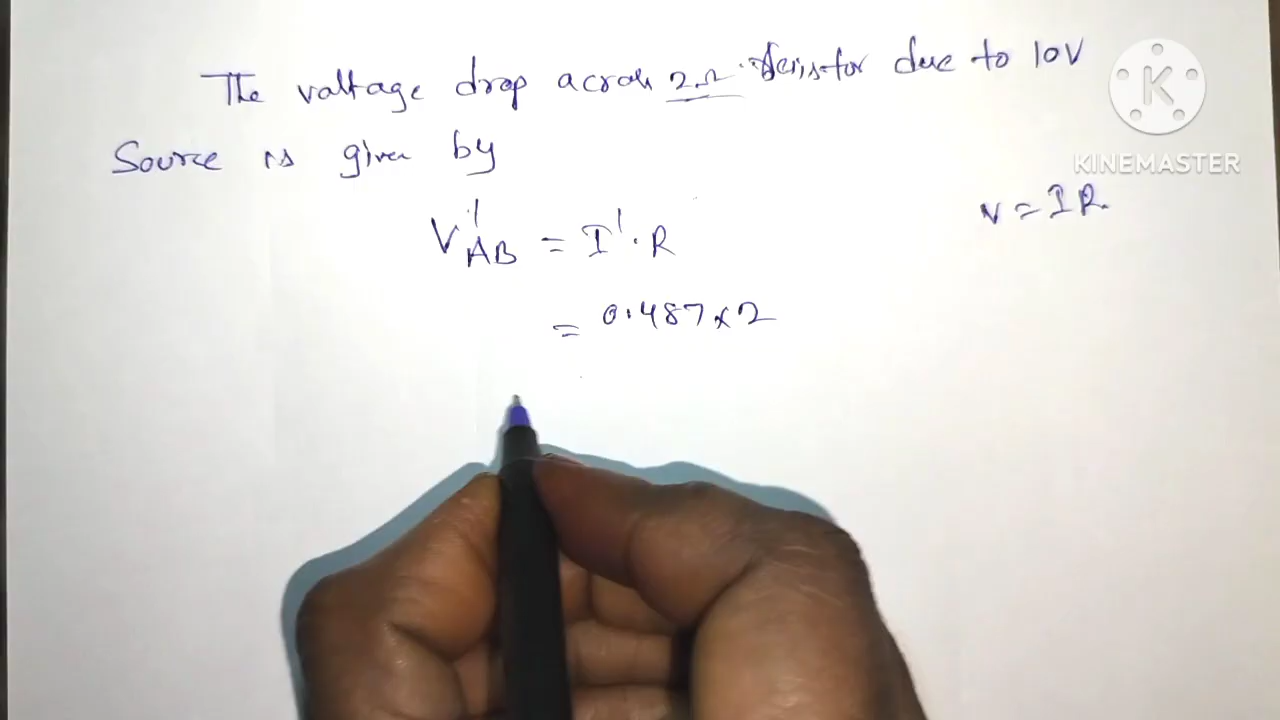 The voltage drop across 2Ω resistor due to 10V
K
KINEMASTER
Source is given by
V = IR.
V'AB = I' . R
= 0.487 × 2